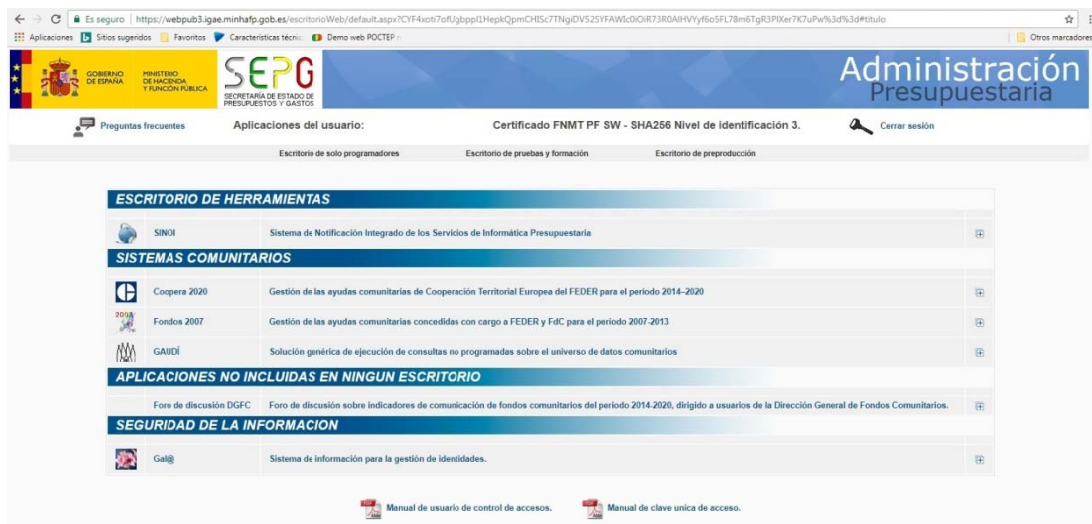 Es seguro | https://webpub3.igae.minhafp.gob.es/escritorioWeb/default.aspx?
Aplicaciones Sitios sugeridos Favoritos Características técnic Demo web POCTEP Otros marcadores
GOBIERNO DE ESPAÑA
MINISTERIO DE HACIENDA Y FUNCIÓN PÚBLICA
SEPG
SECRETARÍA DE ESTADO DE PRESUPUESTOS Y GASTOS
Administración
Presupuestaria
Preguntas frecuentes Aplicaciones del usuario: Certificado FNMT PF SW - SHA256 Nivel de identificación 3. Cerrar sesión
Escritorio de solo programadores Escritorio de pruebas y formación Escritorio de preproducción
ESCRITORIO DE HERRAMIENTAS
SINOI Sistema de Notificación Integrado de los Servicios de Informática Presupuestaria
SISTEMAS COMUNITARIOS
Coopera 2020 Gestión de las ayudas comunitarias de Cooperación Territorial Europea del FEDER para el periodo 2014-2020
Fondos 2007 Gestión de las ayudas comunitarias concedidas con cargo a FEDER y FdC para el periodo 2007-2013
GAUDÍ Solución genérica de ejecución de consultas no programadas sobre el universo de datos comunitarios
APLICACIONES NO INCLUIDAS EN NINGUN ESCRITORIO
Foro de discusión DGFC Foro de discusión sobre indicadores de comunicación de fondos comunitarios del periodo 2014-2020, dirigido a usuarios de la Dirección General de Fondos Comunitarios.
SEGURIDAD DE LA INFORMACION
Gal@ Sistema de información para la gestión de identidades.
Manual de usuario de control de accesos. Manual de clave unica de acceso.